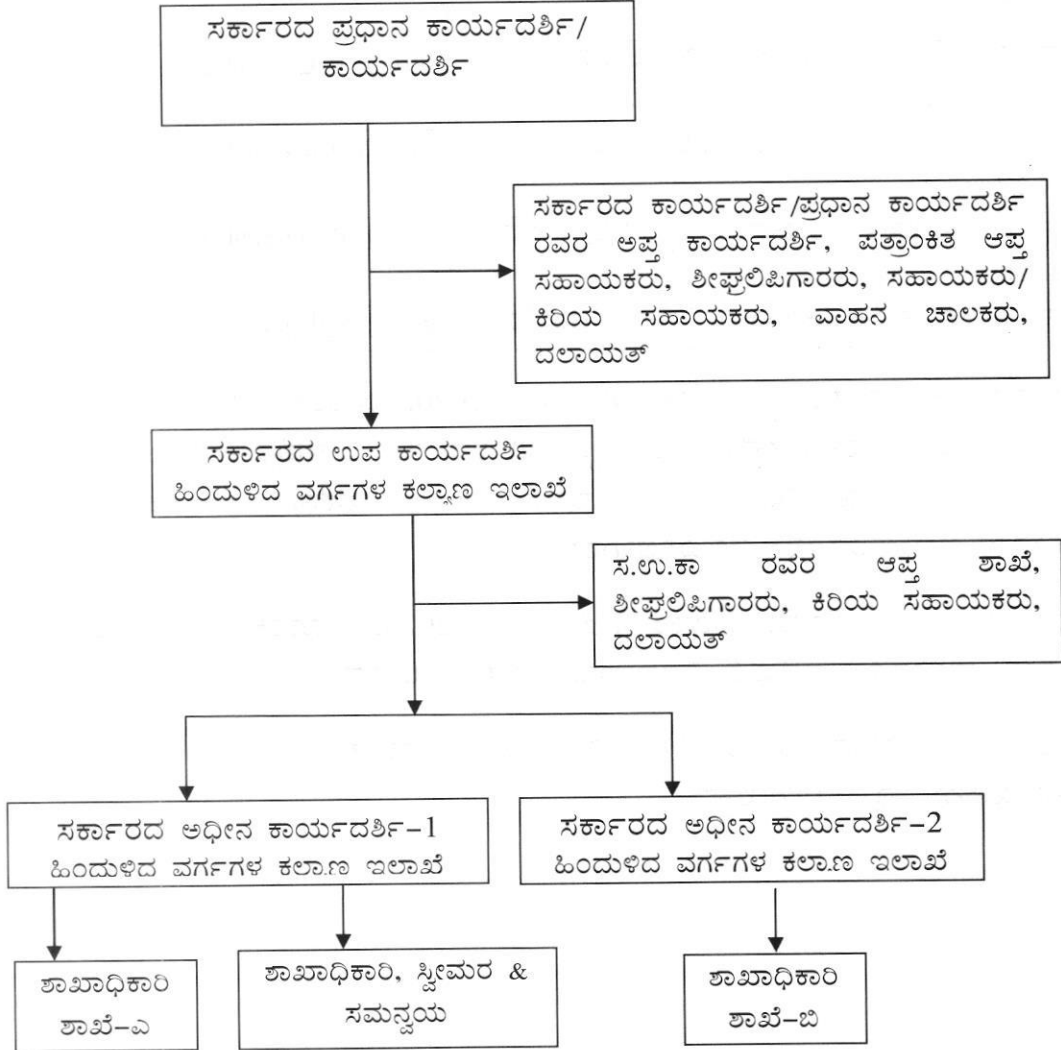 ಸರ್ಕಾರದ ಪ್ರಧಾನ ಕಾರ್ಯದರ್ಶಿ/
ಕಾರ್ಯದರ್ಶಿ
ಸರ್ಕಾರದ ಕಾರ್ಯದರ್ಶಿ/ಪ್ರಧಾನ ಕಾರ್ಯದರ್ಶಿ
ರವರ ಅಪ್ತ ಕಾರ್ಯದರ್ಶಿ, ಪತ್ರಾಂಕಿತ ಆಪ್ತ
ಸಹಾಯಕರು, ಶೀಘ್ರಲಿಪಿಗಾರರು, ಸಹಾಯಕರು/
ಕಿರಿಯ ಸಹಾಯಕರು, ವಾಹನ ಚಾಲಕರು,
ದಲಾಯತ್
ಸರ್ಕಾರದ ಉಪ ಕಾರ್ಯದರ್ಶಿ
ಹಿಂದುಳಿದ ವರ್ಗಗಳ ಕಲ್ಯಾಣ ಇಲಾಖೆ
ಸ.ಉ.ಕಾ ರವರ ಆಪ್ತ ಶಾಖೆ,
ಶೀಘ್ರಲಿಪಿಗಾರರು, ಕಿರಿಯ ಸಹಾಯಕರು,
ದಲಾಯತ್
ಸರ್ಕಾರದ ಅಧೀನ ಕಾರ್ಯದರ್ಶಿ-1
ಹಿಂದುಳಿದ ವರ್ಗಗಳ ಕಲ್ಯಾಣ ಇಲಾಖೆ
ಸರ್ಕಾರದ ಅಧೀನ ಕಾರ್ಯದರ್ಶಿ-2
ಹಿಂದುಳಿದ ವರ್ಗಗಳ ಕಲ್ಯಾಣ ಇಲಾಖೆ
ಶಾಖಾಧಿಕಾರಿ
ಶಾಖೆ-ಎ
ಶಾಖಾಧಿಕಾರಿ, ಸ್ವೀಮರ &
ಸಮನ್ವಯ
ಶಾಖಾಧಿಕಾರಿ
ಶಾಖೆ-ಬಿ